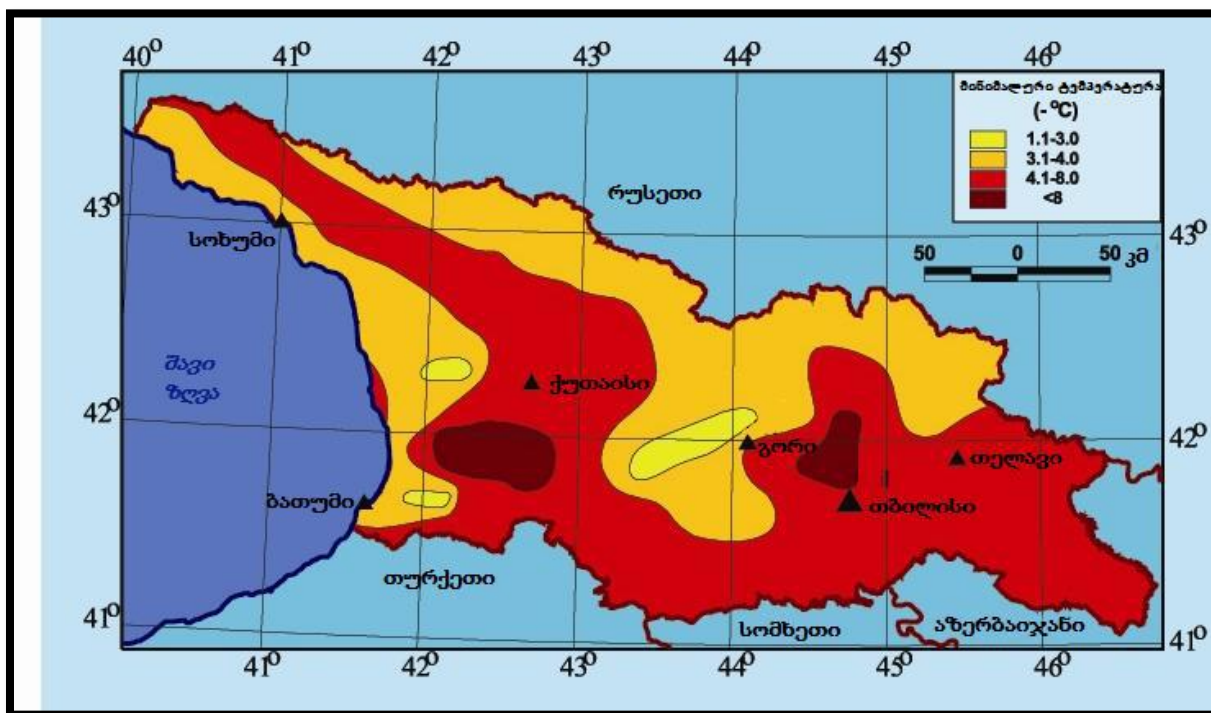 40⁰ 41⁰ 42⁰ 43⁰ 44⁰ 45⁰ 46⁰
მინიმალური ტემპერატურა
(- ⁰C)
1.1-3.0
3.1-4.0
4.1-8.0
<8
რუსეთი
43⁰
43⁰
სოხუმი
50 0 50 კმ
შავი
ზღვა
ქუთაისი
42⁰
42⁰
გორი
თელავი
ბათუმი
თბილისი
თურქეთი
41⁰
სომხეთი
აზერბაიჯანი
41⁰
41⁰ 42⁰ 43⁰ 44⁰ 45⁰ 46⁰